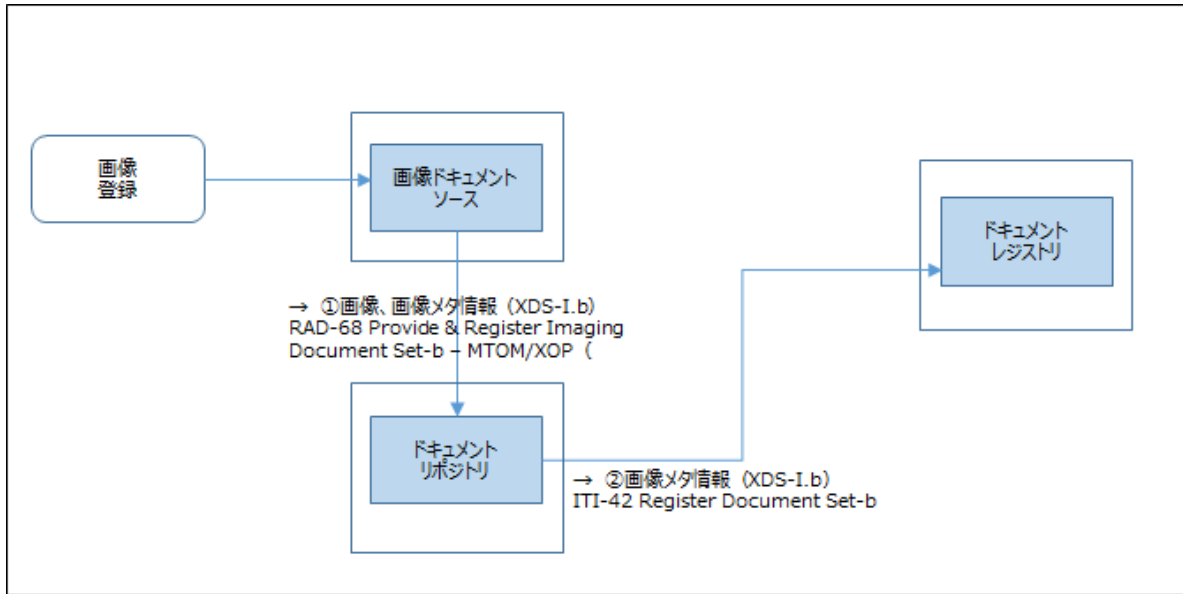 画像
登録
画像ドキュメント
ソース
→ ①画像、画像メタ情報（XDS-I.b）
RAD-68 Provide & Register Imaging
Document Set-b – MTOM/XOP（
ドキュメント
リポジトリ
→ ②画像メタ情報（XDS-I.b）
ITI-42 Register Document Set-b
ドキュメント
レジストリ